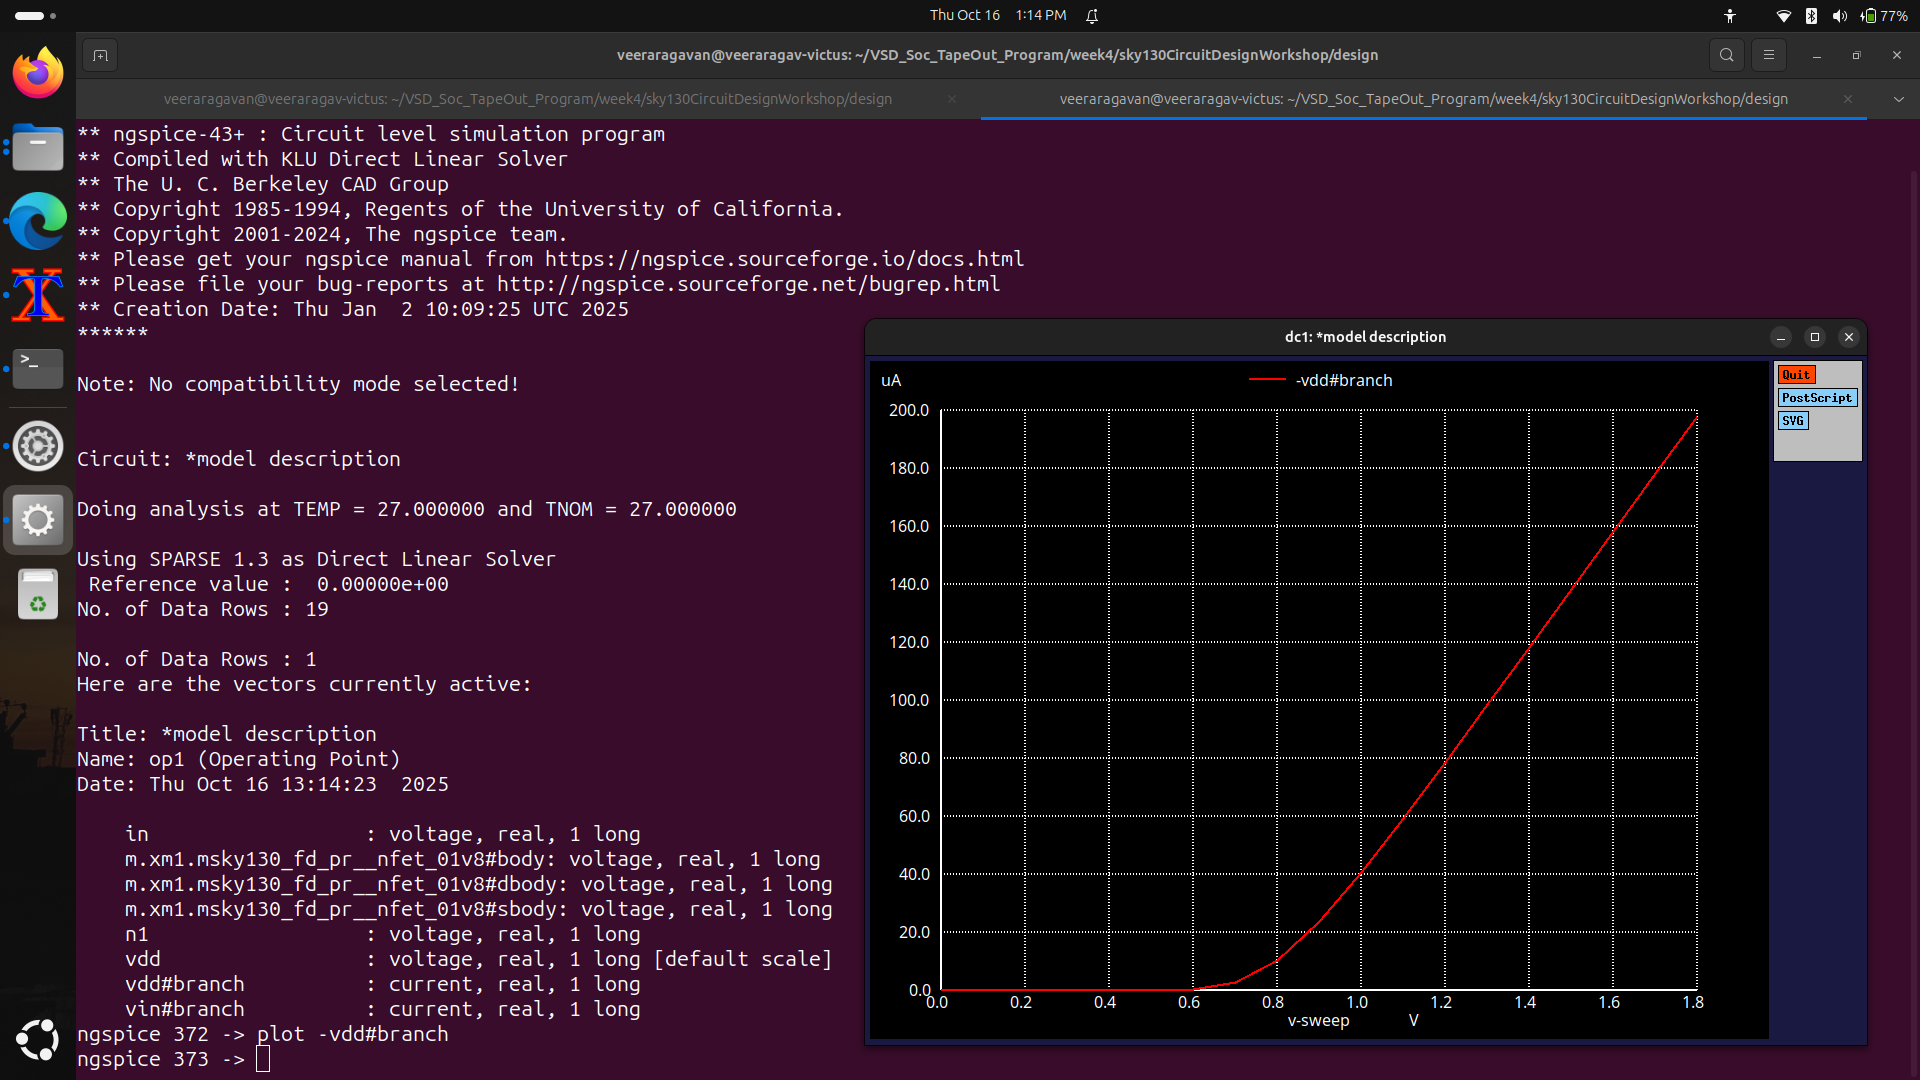 Thu Oct 16 1:14 PM
77%
veeraragavan@veeraragav-victus: ~/VSD_Soc_TapeOut_Program/week4/sky130CircuitDesignWorkshop/design
veeraragavan@veeraragav-victus: ~/VSD_Soc_TapeOut_Program/week4/sky130CircuitDesignWorkshop/design
veeraragavan@veeraragav-victus: ~/VSD_Soc_TapeOut_Program/week4/sky130CircuitDesignWorkshop/design
** ngspice-43+ : Circuit level simulation program
** Compiled with KLU Direct Linear Solver
** The U. C. Berkeley CAD Group
** Copyright 1985-1994, Regents of the University of California.
** Copyright 2001-2024, The ngspice team.
** Please get your ngspice manual from https://ngspice.sourceforge.io/docs.html
** Please file your bug-reports at http://ngspice.sourceforge.net/bugrep.html
** Creation Date: Thu Jan  2 10:09:25 UTC 2025
******
Note: No compatibility mode selected!
Circuit: *model description
Doing analysis at TEMP = 27.000000 and TNOM = 27.000000
Using SPARSE 1.3 as Direct Linear Solver
Reference value :  0.00000e+00
No. of Data Rows : 19
No. of Data Rows : 1
Here are the vectors currently active:
Title: *model description
Name: op1 (Operating Point)
Date: Thu Oct 16 13:14:23  2025
in : voltage, real, 1 long
m.xm1.msky130_fd_pr__nfet_01v8#body: voltage, real, 1 long
m.xm1.msky130_fd_pr__nfet_01v8#dbody: voltage, real, 1 long
m.xm1.msky130_fd_pr__nfet_01v8#sbody: voltage, real, 1 long
n1 : voltage, real, 1 long
vdd : voltage, real, 1 long [default scale]
vdd#branch : current, real, 1 long
vin#branch : current, real, 1 long
ngspice 372 -> plot -vdd#branch
ngspice 373 ->
dc1: *model description
uA
-vdd#branch
Quit
PostScript
SVG
200.0
180.0
160.0
140.0
120.0
100.0
80.0
60.0
40.0
20.0
0.0
0.0 0.2 0.4 0.6 0.8 1.0 1.2 1.4 1.6 1.8
v-sweep V